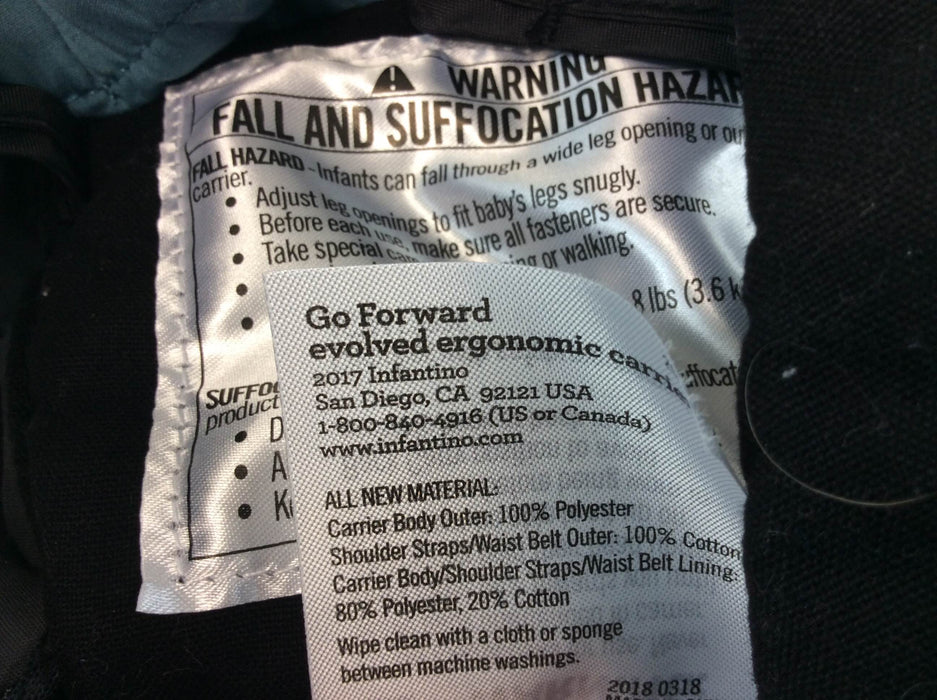 WARNING
FALL AND SUFFOCATION
FALL HAZARD - Infants can fall through a wide leg opening or
carrier.
• Adjust leg openings to fit baby's legs snugly.
• Before each use, make sure all fasteners are secure.
• Take special or walking.
8 lbs (3.6
product
Go Forward
evolved ergonomic
2017 Infantino
San Diego, CA 92121 USA
1-800-840-4916 (US or Canada)
www.infantino.com
ALL NEW MATERIAL:
Carrier Body Outer: 100% Polyester
Shoulder Straps/Waist Belt Outer: 100% Cotton
Carrier Body/Shoulder Straps/Waist Belt Lining:
80% Polyester, 20% Cotton
Wipe clean with a cloth or sponge
between machine washings.
2018 0318